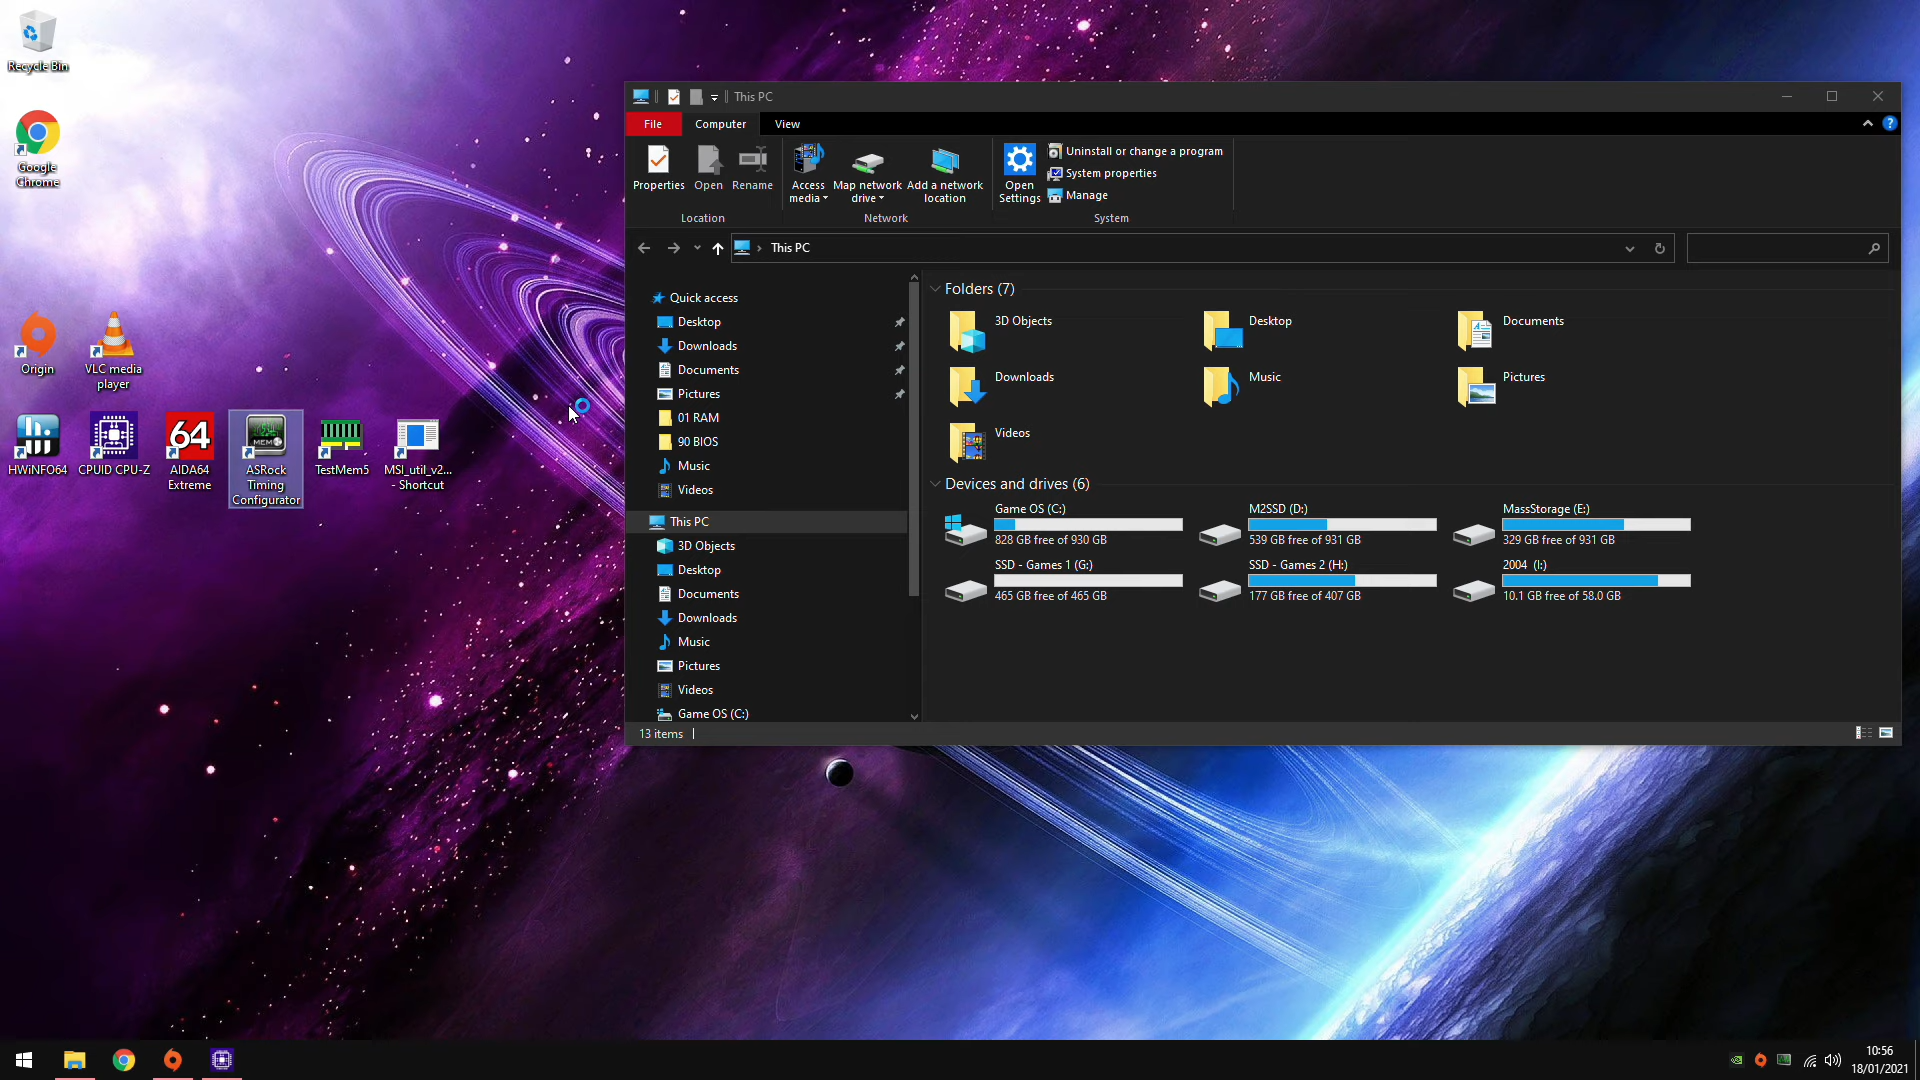 Recycle Bin
Google
Chrome
Origin
VLC media
player
HWiNFO64
CPUID CPU-Z
AIDA64
Extreme
64
ASRock
Timing
Configurator
MEM
TestMem5
MSI_util_v2...
- Shortcut
This PC
File
Computer
View
Properties
Open
Rename
Access
media
Map network
drive
Add a network
location
Open
Settings
Uninstall or change a program
System properties
Manage
Location
Network
System
This PC
Quick access
Desktop
Downloads
Documents
Pictures
01 RAM
90 BIOS
Music
Videos
This PC
3D Objects
Desktop
Documents
Downloads
Music
Pictures
Videos
Game OS (C:)
Folders (7)
3D Objects
Desktop
Documents
Downloads
Music
Pictures
Videos
Devices and drives (6)
Game OS (C:)
828 GB free of 930 GB
M2SSD (D:)
539 GB free of 931 GB
MassStorage (E:)
329 GB free of 931 GB
SSD - Games 1 (G:)
465 GB free of 465 GB
SSD - Games 2 (H:)
177 GB free of 407 GB
2004 (I:)
10.1 GB free of 58.0 GB
13 items
10:56
18/01/2021